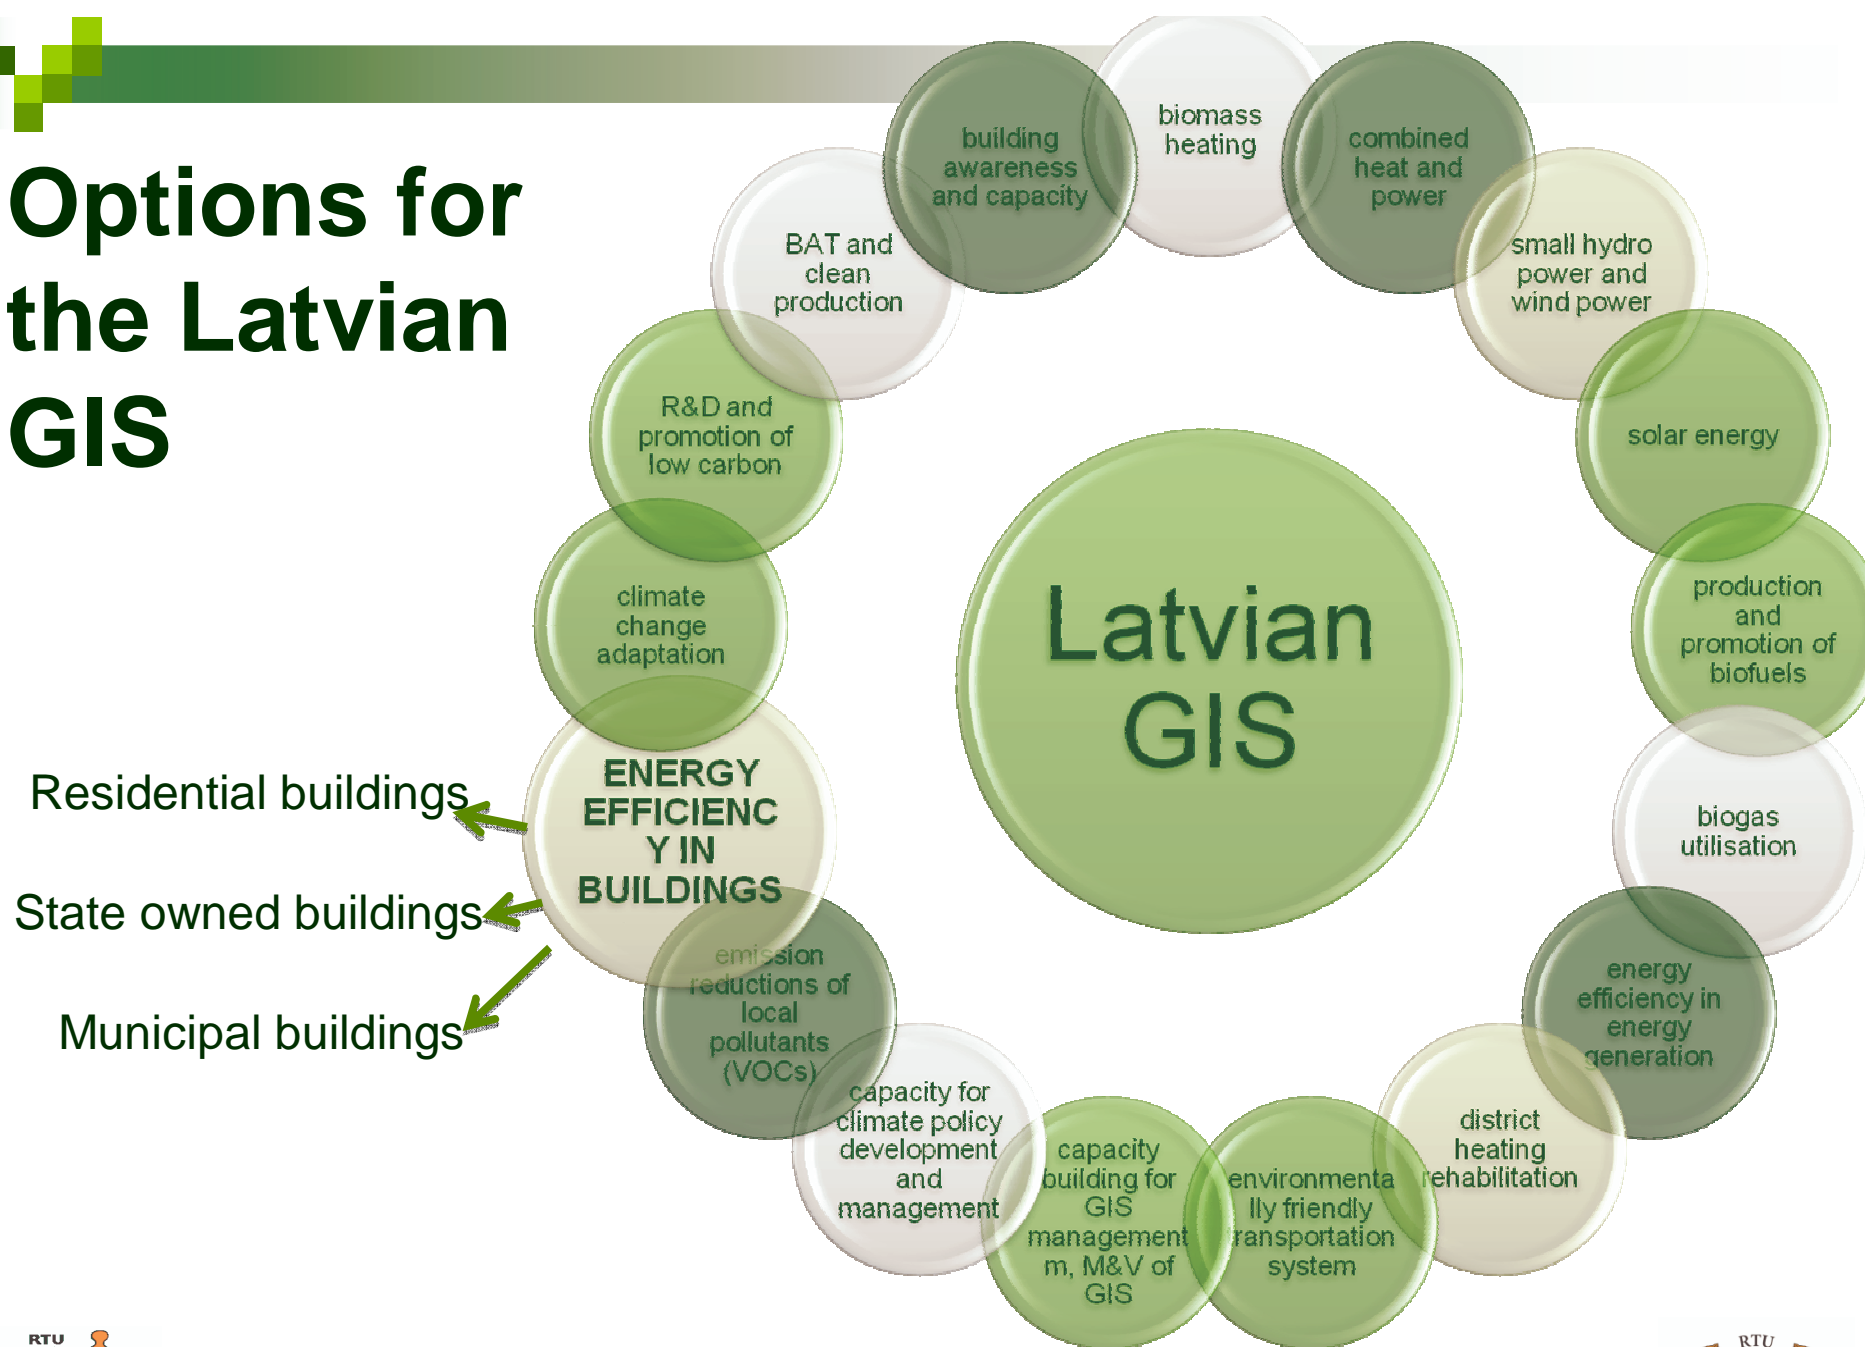 Options for
the Latvian
GIS
biomass
heating
combined
heat and
power
small hydro
power and
wind power
solar energy
production
and
promotion of
biofuels
biogas
utilisation
energy
efficiency in
energy
generation
district
heating
rehabilitation
environmenta
lly friendly
transportation
system
capacity
building for
GIS
management
m, M&V of
GIS
capacity for
climate policy
development
and
management
emission
reductions of
local
pollutants
(VOCs)
ENERGY
EFFICIENC
Y IN
BUILDINGS
climate
change
adaptation
R&D and
promotion of
low carbon
BAT and
clean
production
building
awareness
and capacity
Latvian
GIS
Residential buildings
State owned buildings
Municipal buildings
RTU
RTU